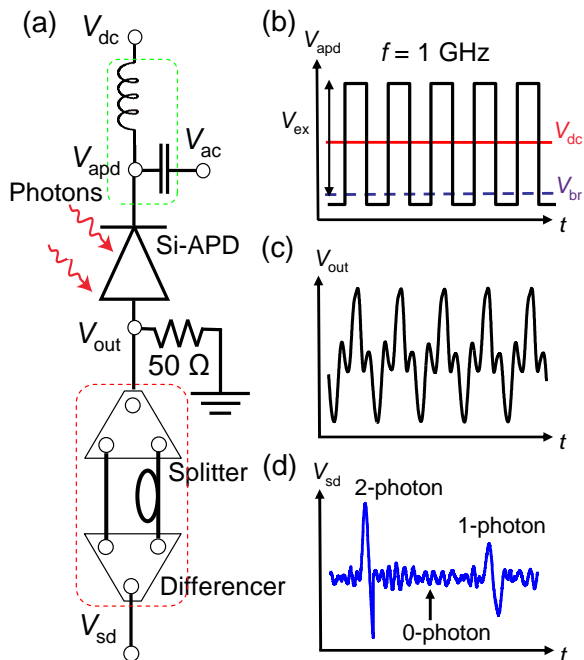 (a)
V_dc
V_apd
V_ac
Photons
Si-APD
V_out
50 Ω
Splitter
Differencer
V_sd
(b)
V_apd
f = 1 GHz
V_ex
V_dc
V_br
t
(c)
V_out
t
(d)
V_sd
2-photon
1-photon
0-photon
t